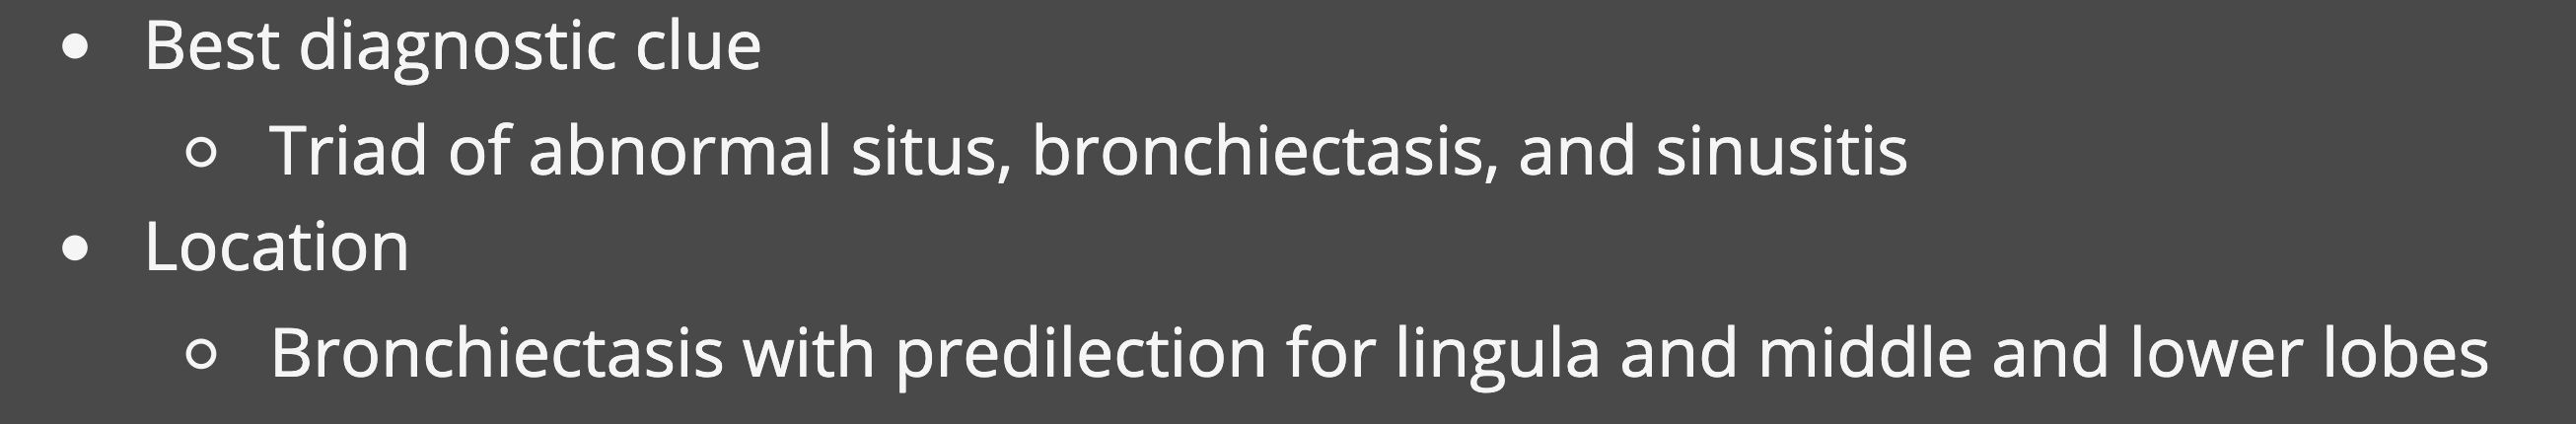 • Best diagnostic clue
○ Triad of abnormal situs, bronchiectasis, and sinusitis
• Location
○ Bronchiectasis with predilection for lingula and middle and lower lobes